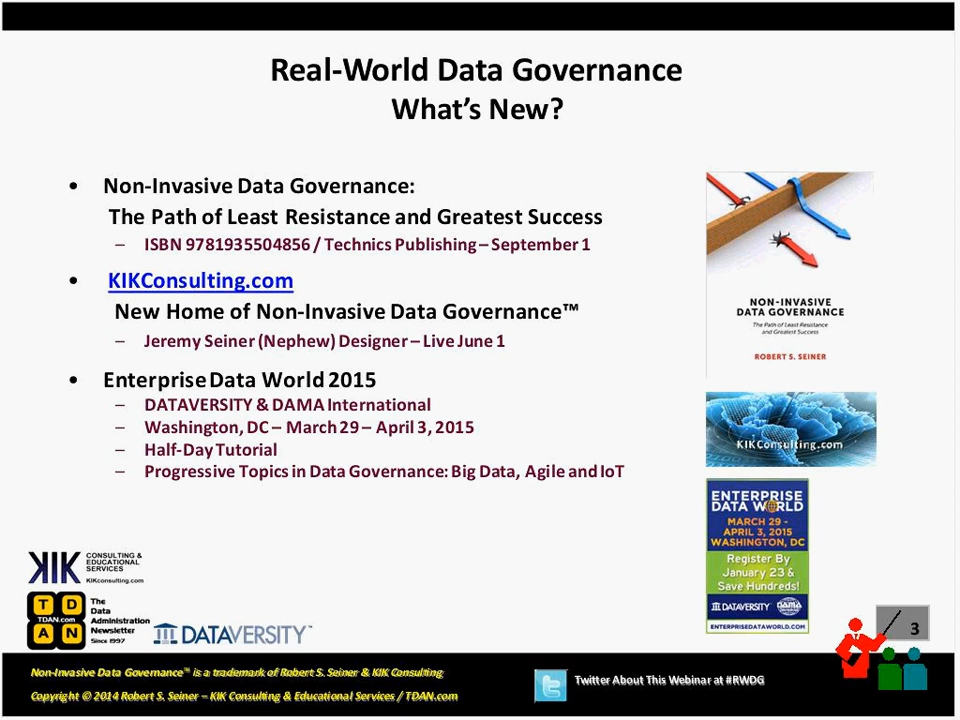 Real-World Data Governance
What's New?
• Non-Invasive Data Governance:
The Path of Least Resistance and Greatest Success
– ISBN 9781935504856 / Technics Publishing – September 1
• KIKConsulting.com
New Home of Non-Invasive Data Governance™
– Jeremy Seiner (Nephew) Designer – Live June 1
• Enterprise Data World 2015
– DATAVERSITY & DAMA International
– Washington, DC – March 29 – April 3, 2015
– Half-Day Tutorial
– Progressive Topics in Data Governance: Big Data, Agile and IoT
NON-INVASIVE
DATA GOVERNANCE
The Path of Least Resistance
and Greatest Success
ROBERT S. SEINER
KIKConsulting.com
ENTERPRISE
DATA WORLD
MARCH 29 -
APRIL 3, 2015
WASHINGTON, DC
Register By
January 23 &
Save Hundreds!
DATAVERSITY
DAMA
ENTERPRISEDATAWORLD.COM
KIK
CONSULTING &
EDUCATIONAL
SERVICES
KIKconsulting.com
T D
TDAN.com
A N
The
Data
Administration
Newsletter
Since 1997
DATAVERSITY™
3
Non-Invasive Data Governance™ is a trademark of Robert S. Seiner & KIK Consulting
Copyright © 2014 Robert S. Seiner – KIK Consulting & Educational Services / TDAN.com
Twitter About This Webinar at #RWDG